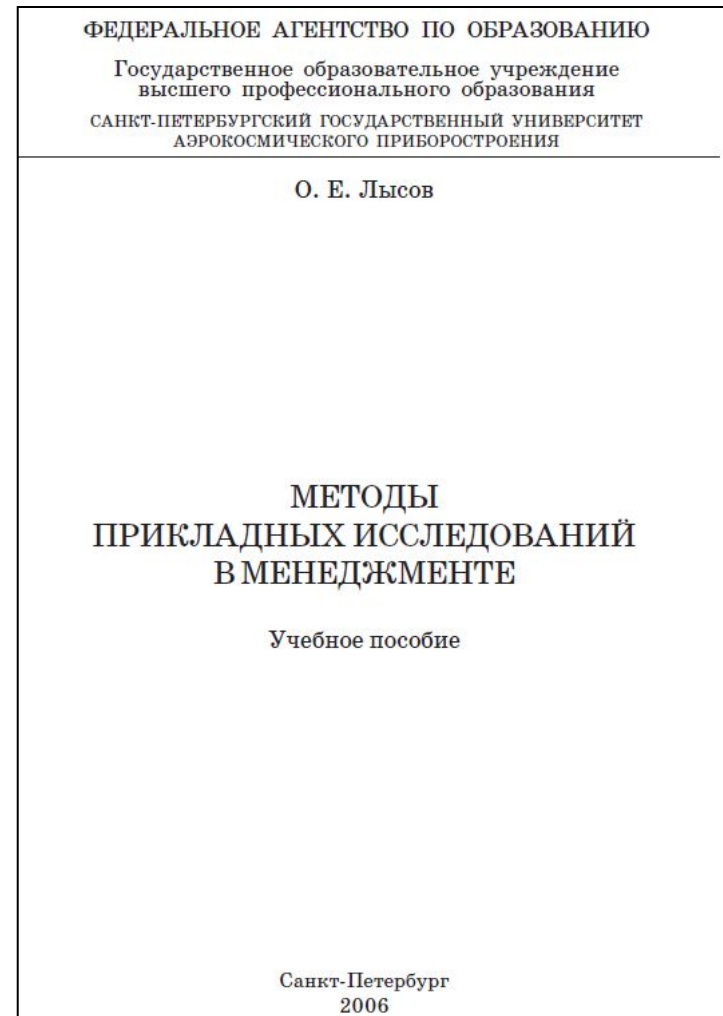 ФЕДЕРАЛЬНОЕ АГЕНТСТВО ПО ОБРАЗОВАНИЮ
Государственное образовательное учреждение
высшего профессионального образования
САНКТ-ПЕТЕРБУРГСКИЙ ГОСУДАРСТВЕННЫЙ УНИВЕРСИТЕТ
АЭРОКОСМИЧЕСКОГО ПРИБОРОСТРОЕНИЯ
О. Е. Лысов
МЕТОДЫ
ПРИКЛАДНЫХ ИССЛЕДОВАНИЙ
В МЕНЕДЖМЕНТЕ
Учебное пособие
Санкт-Петербург
2006